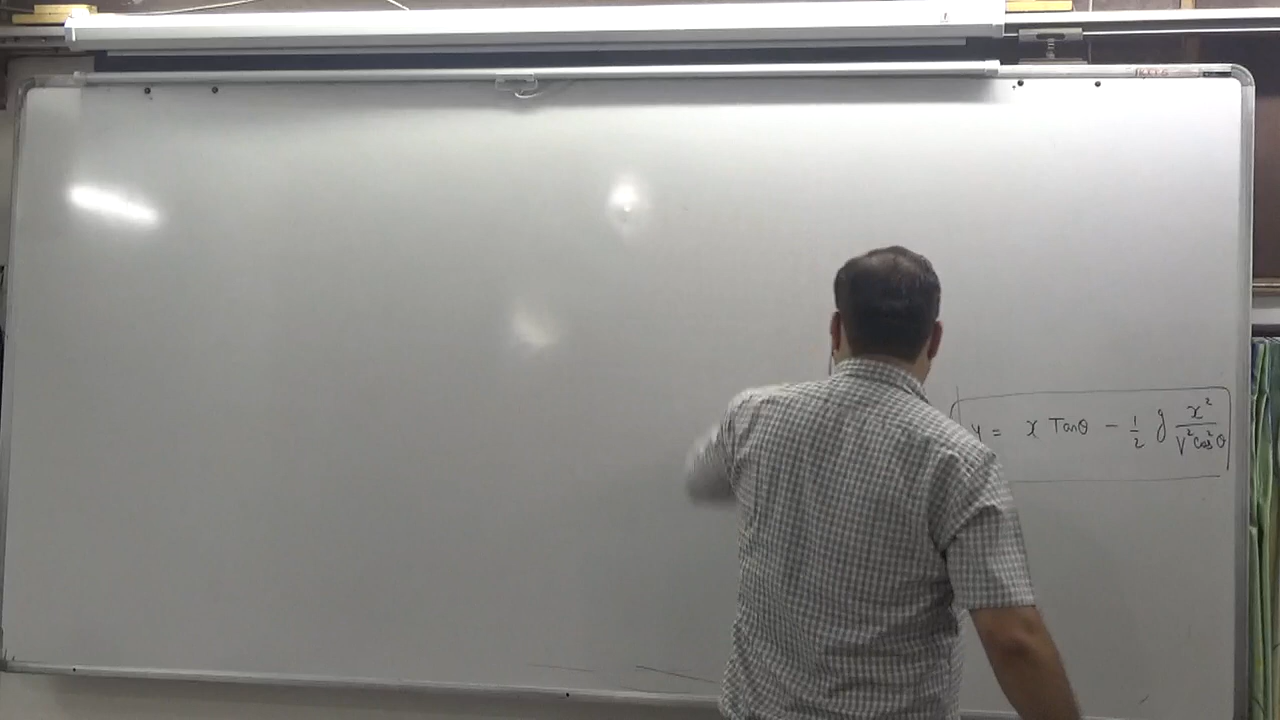 y = x Tanθ - 1/2 g x²/V²Cos²θ